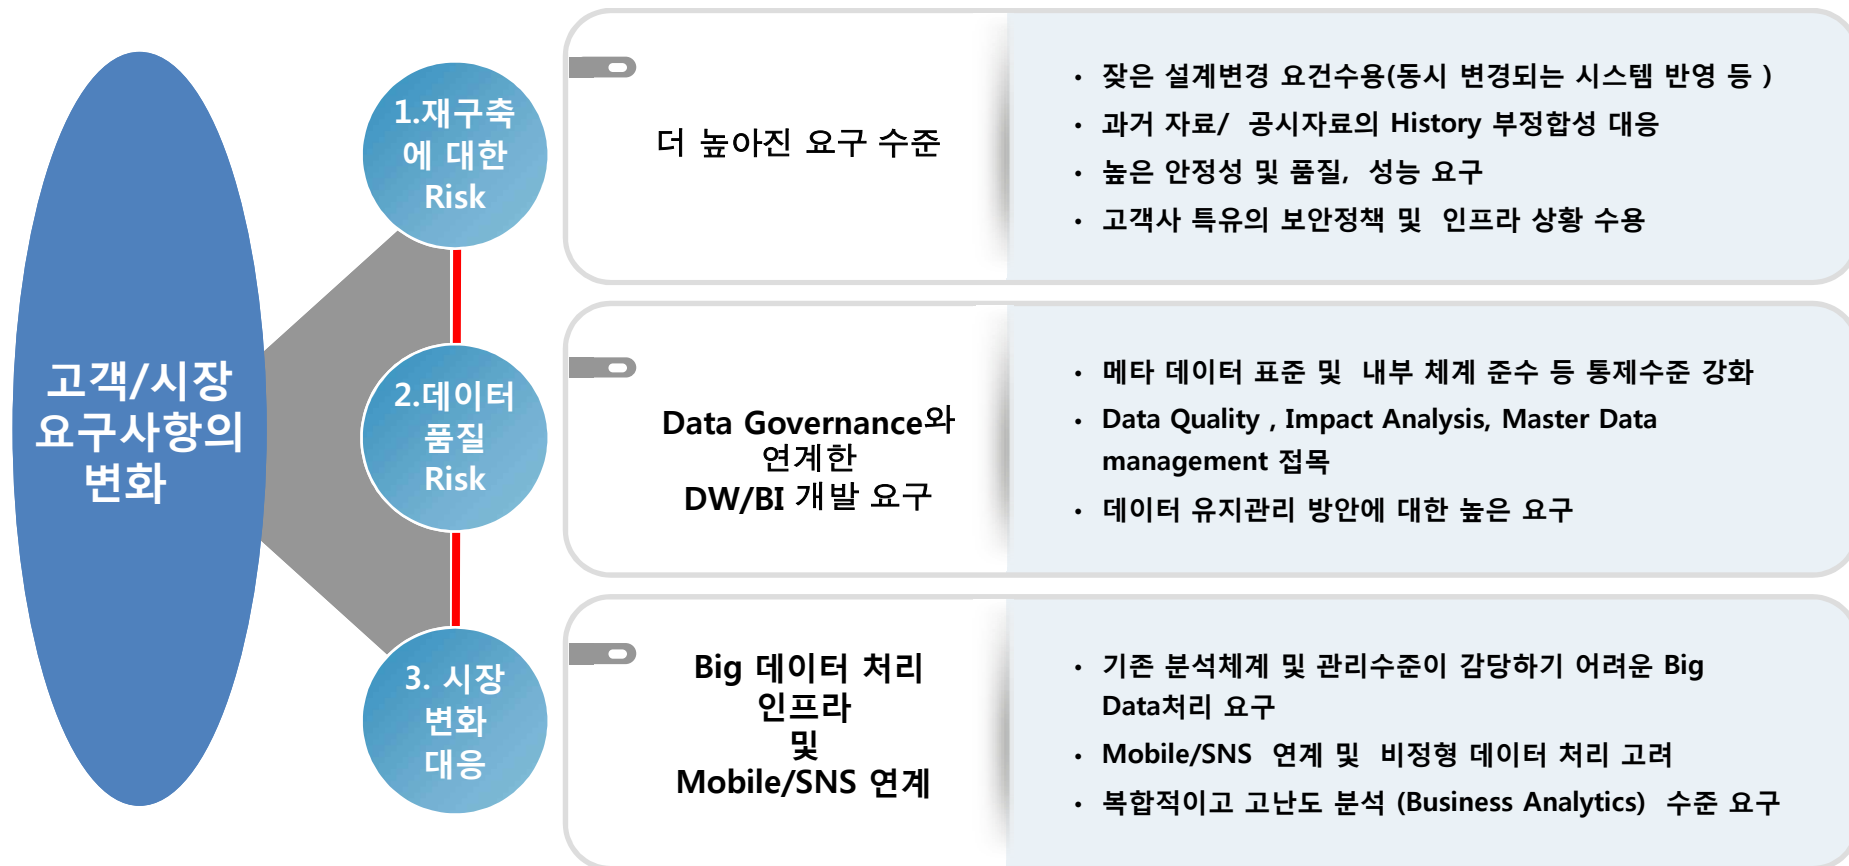 고객/시장
요구사항의
변화
1.재구축
에 대한
Risk
더 높아진 요구 수준
• 잦은 설계변경 요건수용(동시 변경되는 시스템 반영 등 )
• 과거 자료/ 공시자료의 History 부정합성 대응
• 높은 안정성 및 품질, 성능 요구
• 고객사 특유의 보안정책 및 인프라 상황 수용
2.데이터
품질
Risk
Data Governance와
연계한
DW/BI 개발 요구
• 메타 데이터 표준 및 내부 체계 준수 등 통제수준 강화
• Data Quality , Impact Analysis, Master Data
management 접목
• 데이터 유지관리 방안에 대한 높은 요구
3. 시장
변화
대응
Big 데이터 처리
인프라
및
Mobile/SNS 연계
• 기존 분석체계 및 관리수준이 감당하기 어려운 Big
Data처리 요구
• Mobile/SNS 연계 및 비정형 데이터 처리 고려
• 복합적이고 고난도 분석 (Business Analytics) 수준 요구